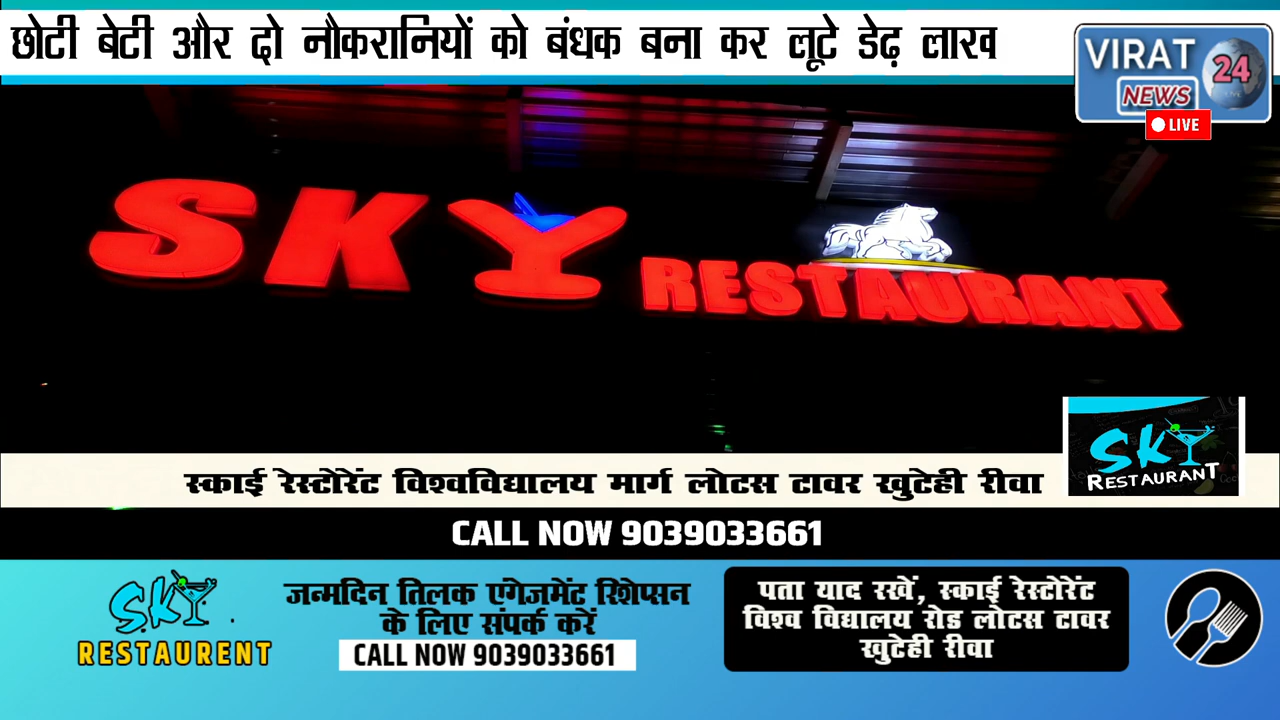 छोटी बेटी और दो नौकरानियों को बंधक बना कर लूटे डेढ़ लाख
VIRAT
24
NEWS
LIVE
SKY RESTAURANT
स्काई रेस्टोरेंट विश्वविद्यालय मार्ग लोटस टावर खुटेही रीवा
SKY
RESTAURANT
CALL NOW 9039033661
SKY
RESTAURENT
जन्मदिन तिलक एंगेजमेंट रिशेप्सन
के लिए संपर्क करें
CALL NOW 9039033661
पता याद रखें, स्काई रेस्टोरेंट
विश्व विद्यालय रोड लोटस टावर
खुटेही रीवा